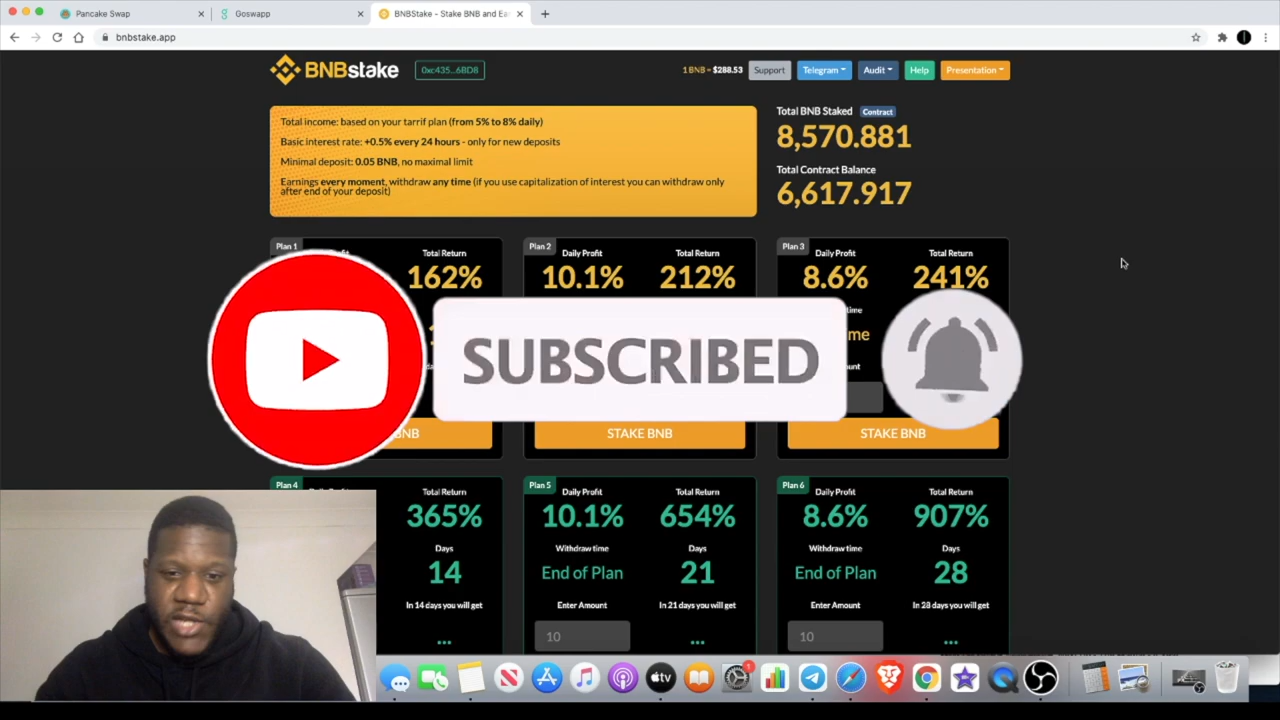 Pancake Swap
Goswapp
BNBStake - Stake BNB and Ea
bnbstake.app
BNBstake
0xc435...6BD8
1 BNB = $288.53
Support
Telegram
Audit
Help
Presentation
Total income: based on your tarrif plan (from 5% to 8% daily)
Basic interest rate: +0.5% every 24 hours - only for new deposits
Minimal deposit: 0.05 BNB, no maximal limit
Earnings every moment, withdraw any time (if you use capitalization of interest you can withdraw only
after end of your deposit)
Total BNB Staked
Contract
8,570.881
Total Contract Balance
6,617.917
Plan 1
Total Return
162%
Plan 2
Daily Profit
Total Return
10.1%
212%
STAKE BNB
Plan 3
Daily Profit
Total Return
8.6%
241%
STAKE BNB
SUBSCRIBED
BNB
Plan 4
Total Return
365%
Days
14
In 14 days you will get
...
Plan 5
Daily Profit
Total Return
10.1%
654%
Withdraw time
Days
End of Plan
21
Enter Amount
In 21 days you will get
10
...
Plan 6
Daily Profit
Total Return
8.6%
907%
Withdraw time
Days
End of Plan
28
Enter Amount
In 28 days you will get
10
...
tv
1